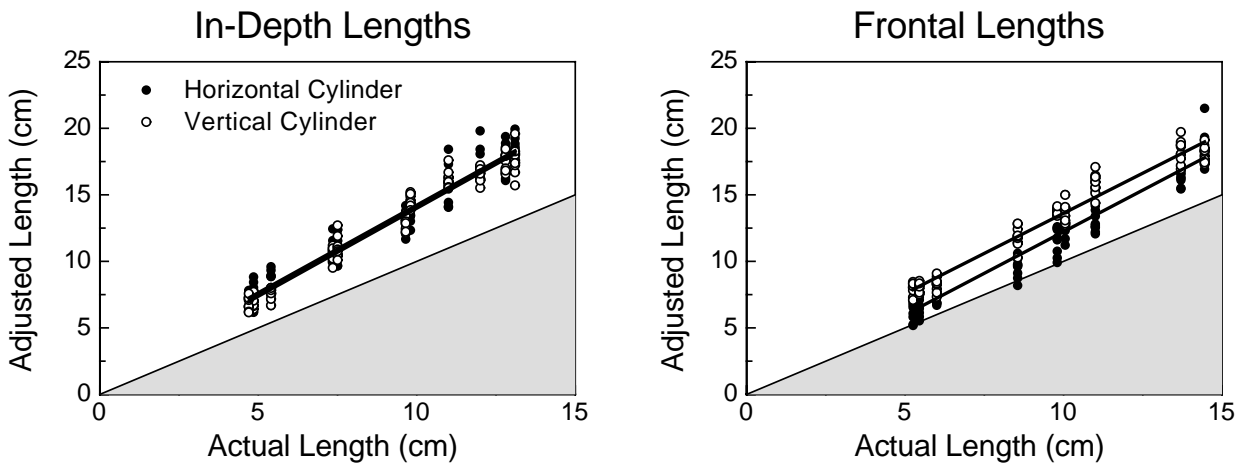 In-Depth Lengths
Adjusted Length (cm)
25
20
15
10
5
0
Horizontal Cylinder
Vertical Cylinder
0
5
10
15
Actual Length (cm)
Frontal Lengths
Adjusted Length (cm)
25
20
15
10
5
0
0
5
10
15
Actual Length (cm)